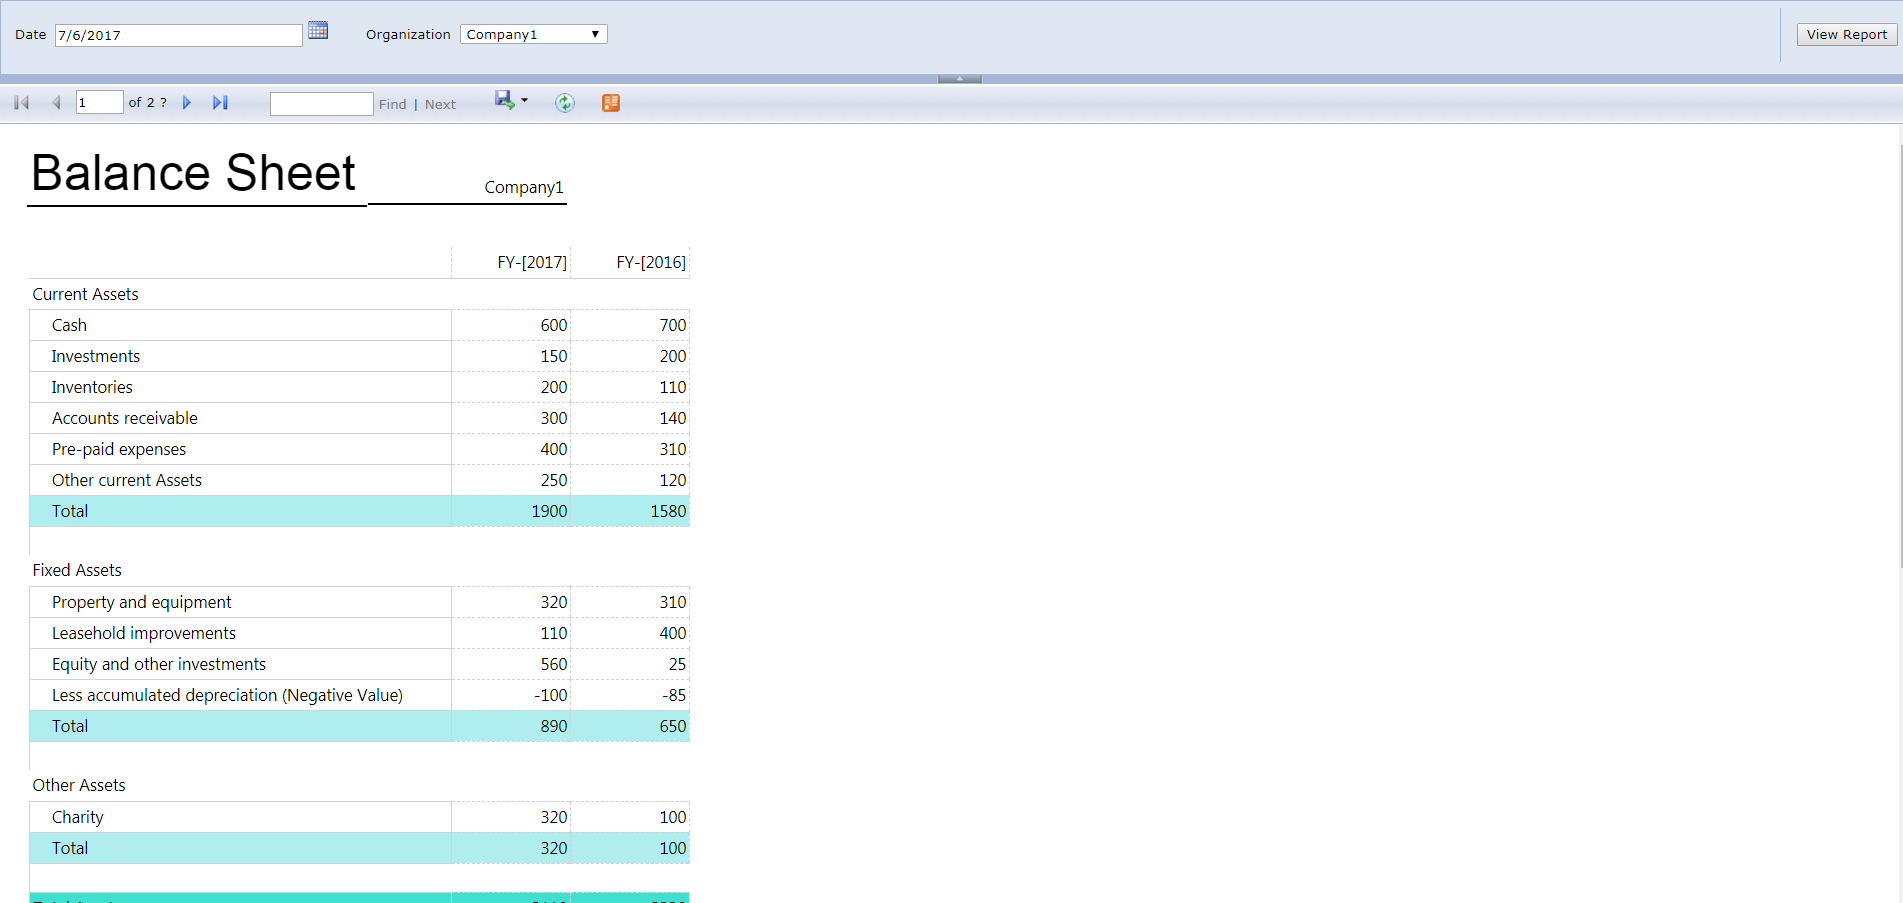 Date 7/6/2017 Organization Company1 View Report
1 of 2 ? Find | Next
Balance Sheet Company1
FY-[2017] FY-[2016]
Current Assets
Cash 600 700
Investments 150 200
Inventories 200 110
Accounts receivable 300 140
Pre-paid expenses 400 310
Other current Assets 250 120
Total 1900 1580
Fixed Assets
Property and equipment 320 310
Leasehold improvements 110 400
Equity and other investments 560 25
Less accumulated depreciation (Negative Value) -100 -85
Total 890 650
Other Assets
Charity 320 100
Total 320 100